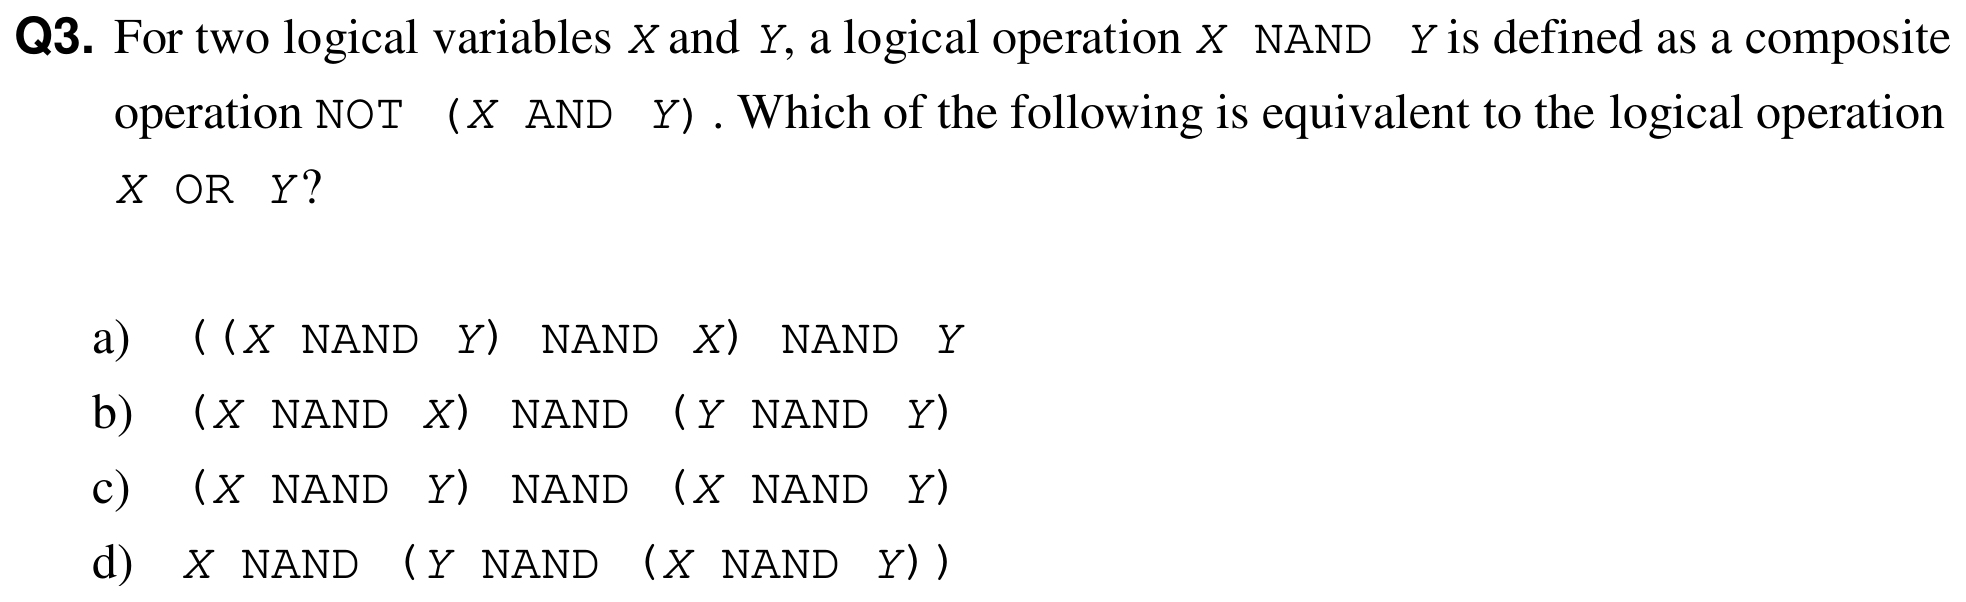 Q3. For two logical variables X and Y, a logical operation X NAND Y is defined as a composite
operation NOT (X AND Y). Which of the following is equivalent to the logical operation
X OR Y?
a) ((X NAND Y) NAND X) NAND Y
b) (X NAND X) NAND (Y NAND Y)
c) (X NAND Y) NAND (X NAND Y)
d) X NAND (Y NAND (X NAND Y))